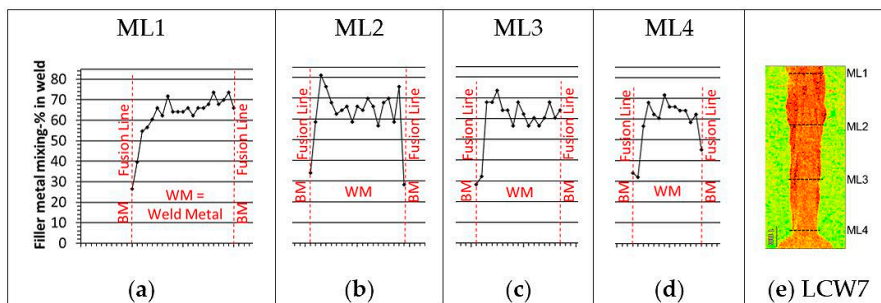 ML1
ML2
ML3
ML4
Filler metal mixing-% in weld
80
70
60
50
40
30
20
10
0
BM
Fusion Line
WM =
Weld Metal
BM
Fusion Line
BM
Fusion Line
WM
BM
Fusion Line
BM
Fusion Line
WM
BM
Fusion Line
BM
Fusion Line
WM
BM
Fusion Line
ML1
ML2
ML3
ML4
(a)
(b)
(c)
(d)
(e) LCW7